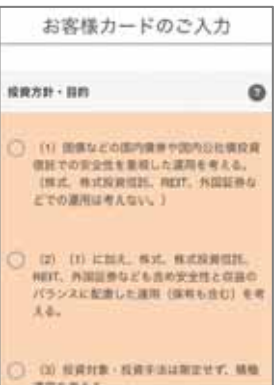 お客様カードのご入力
投資方針・目的
?
(1) 国債などの国内債券や国内公社債投資
信託での安全性を重視した運用を考える。
(株式、株式投資信託、REIT、外国証券な
どでの運用は考えない。)
(2) (1) に加え、株式、株式投資信託、
REIT、外国証券なども含め安全性と収益の
バランスに配慮した運用 (保有も含む) を考
える。
(3) 投資対象・投資手法は限定せず、積極